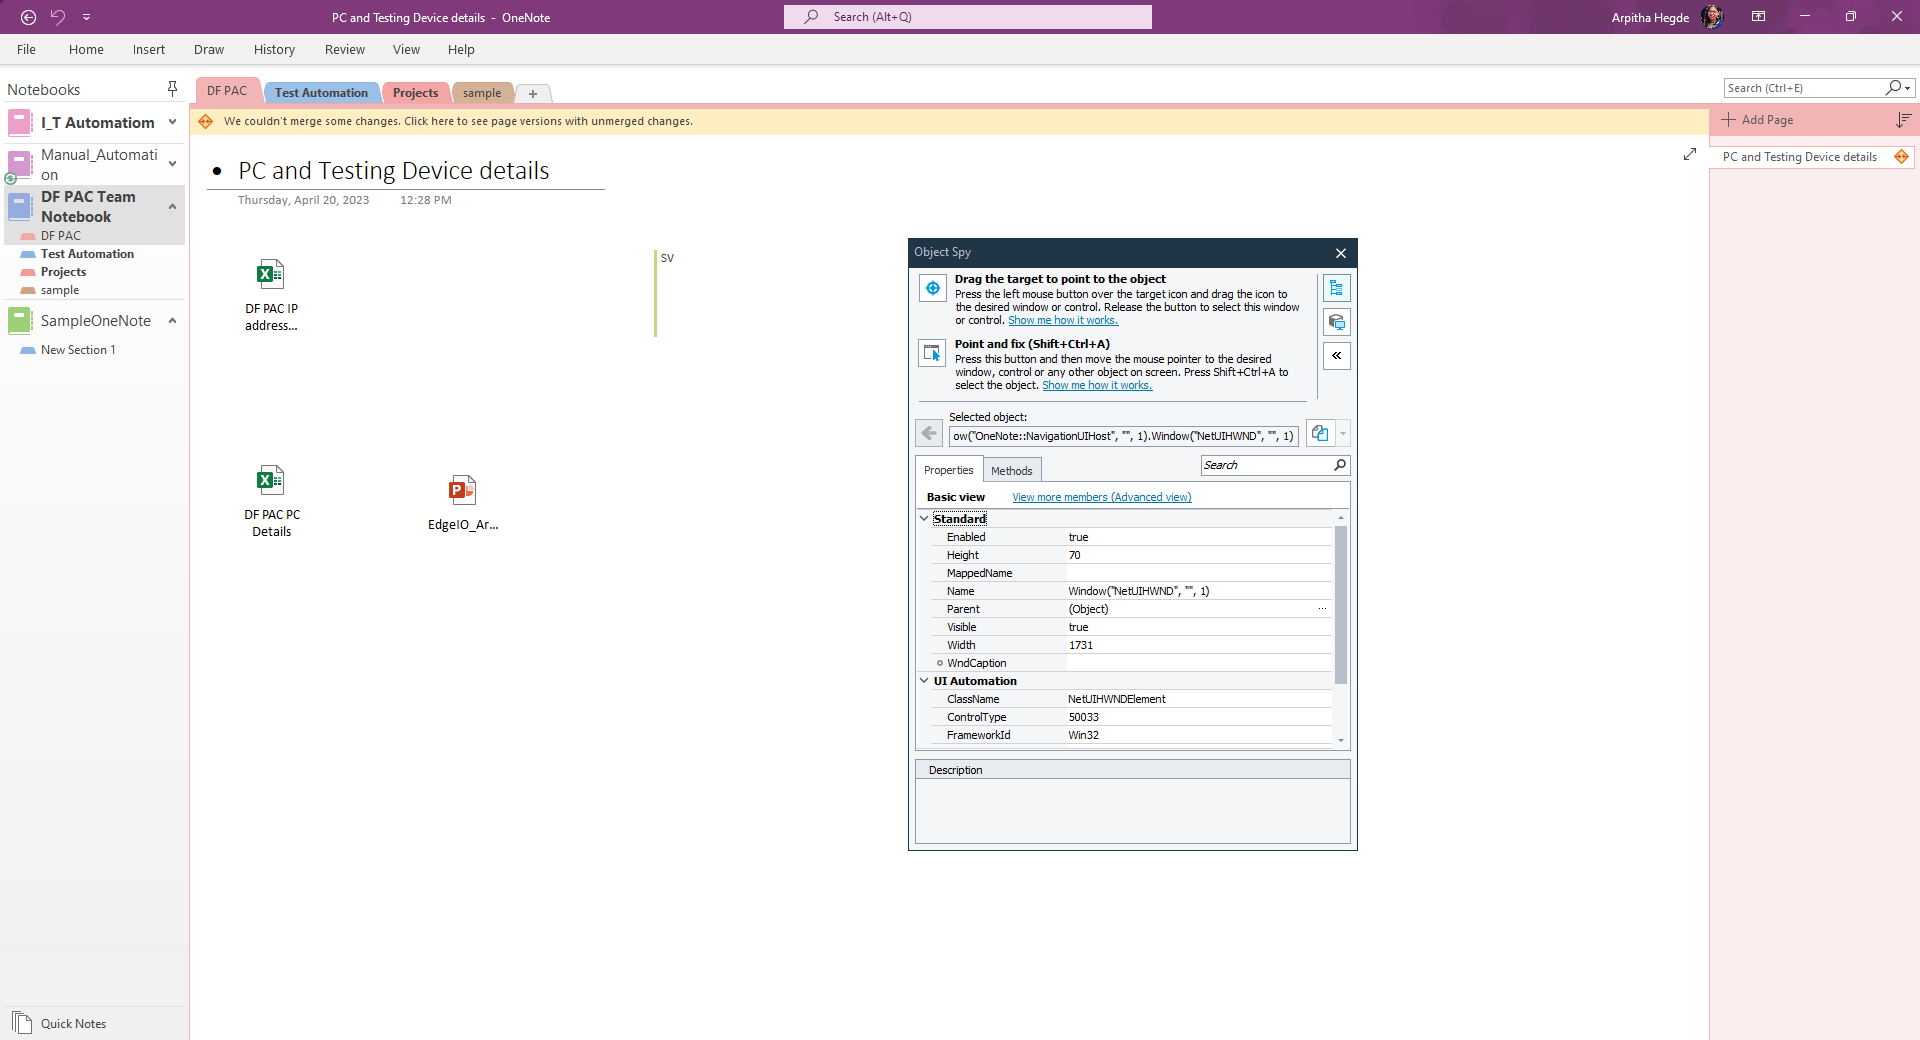 PC and Testing Device details - OneNote
Search (Alt+Q)
Arpitha Hegde
File
Home
Insert
Draw
History
Review
View
Help
Notebooks
I_T Automatiom
Manual_Automati
on
DF PAC Team
Notebook
DF PAC
Test Automation
Projects
sample
SampleOneNote
New Section 1
Quick Notes
DF PAC
Test Automation
Projects
sample
+
Search (Ctrl+E)
We couldn't merge some changes. Click here to see page versions with unmerged changes.
Add Page
PC and Testing Device details
• PC and Testing Device details
Thursday, April 20, 2023 12:28 PM
DF PAC IP
address...
SV
DF PAC PC
Details
EdgeIO_Ar...
Object Spy
Drag the target to point to the object
Press the left mouse button over the target icon and drag the icon to
the desired window or control. Release the button to select this window
or control. Show me how it works.
Point and fix (Shift+Ctrl+A)
Press this button and then move the mouse pointer to the desired
window, control or any other object on screen. Press Shift+Ctrl+A to
select the object. Show me how it works.
Selected object:
ow("OneNote::NavigationUIHost", "", 1).Window("NetUIHWND", "", 1)
Properties
Methods
Search
Basic view View more members (Advanced view)
Standard
Enabled true
Height 70
MappedName
Name Window("NetUIHWND", "", 1)
Parent (Object) ...
Visible true
Width 1731
WndCaption
UI Automation
ClassName NetUIHWNDElement
ControlType 50033
FrameworkId Win32
Description